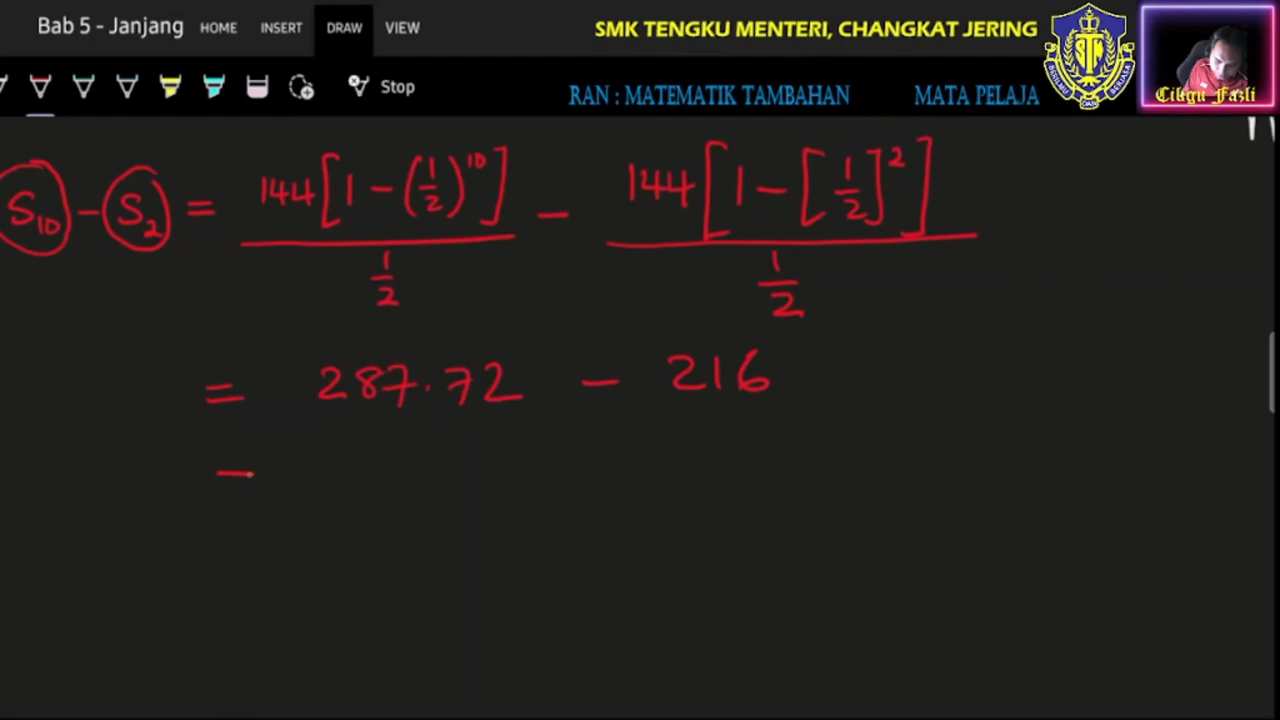 Bab 5 - Janjang HOME INSERT DRAW VIEW
SMK TENGKU MENTERI, CHANGKAT JERING
Stop
RAN : MATEMATIK TAMBAHAN MATA PELAJA
Cikgu Fazli
S₁₀ - S₂ = 144[1 - (1/2)¹⁰] / 1/2 - 144[1 - [1/2]²] / 1/2
= 287.72 - 216
-